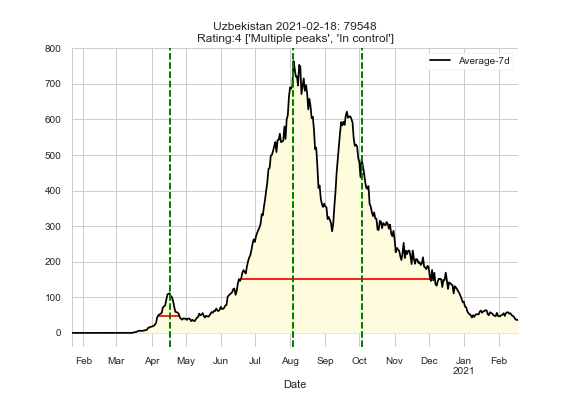 Uzbekistan 2021-02-18: 79548
Rating:4 ['Multiple peaks', 'In control']
Average-7d
800
700
600
500
400
300
200
100
0
Feb Mar Apr May Jun Jul Aug Sep Oct Nov Dec Jan Feb
2021
Date